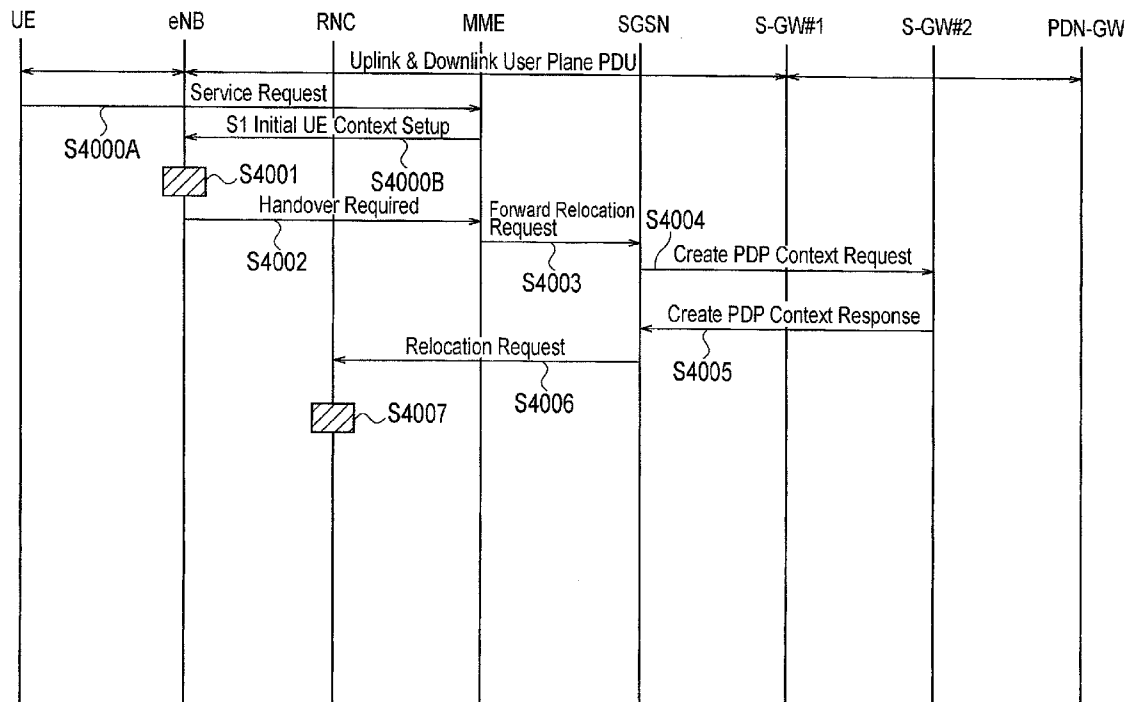 UE eNB RNC MME SGSN S-GW#1 S-GW#2 PDN-GW
Uplink & Downlink User Plane PDU
Service Request
S4000A
S1 Initial UE Context Setup
S4000B
S4001
Handover Required
S4002
Forward Relocation
Request
S4003
S4004
Create PDP Context Request
Create PDP Context Response
S4005
Relocation Request
S4006
S4007